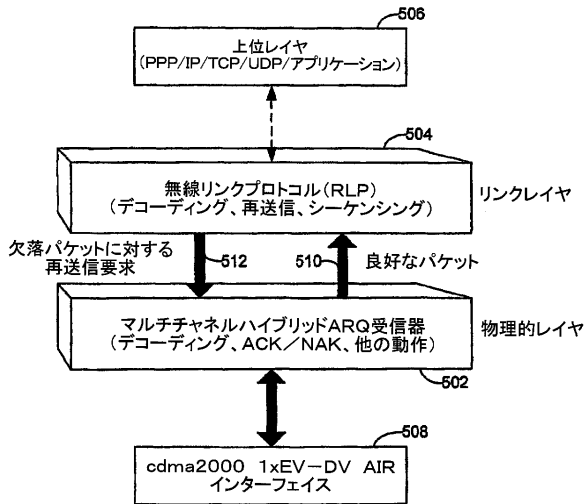 506
上位レイヤ
(PPP/IP/TCP/UDP/アプリケーション)
504
無線リンクプロトコル(RLP)
(デコーディング、再送信、シーケンシング)
リンクレイヤ
欠落パケットに対する
再送信要求
512
510
良好なパケット
マルチチャネルハイブリッドARQ受信器
(デコーディング、ACK/NAK、他の動作)
物理的レイヤ
502
508
cdma2000 1xEV-DV AIR
インターフェイス